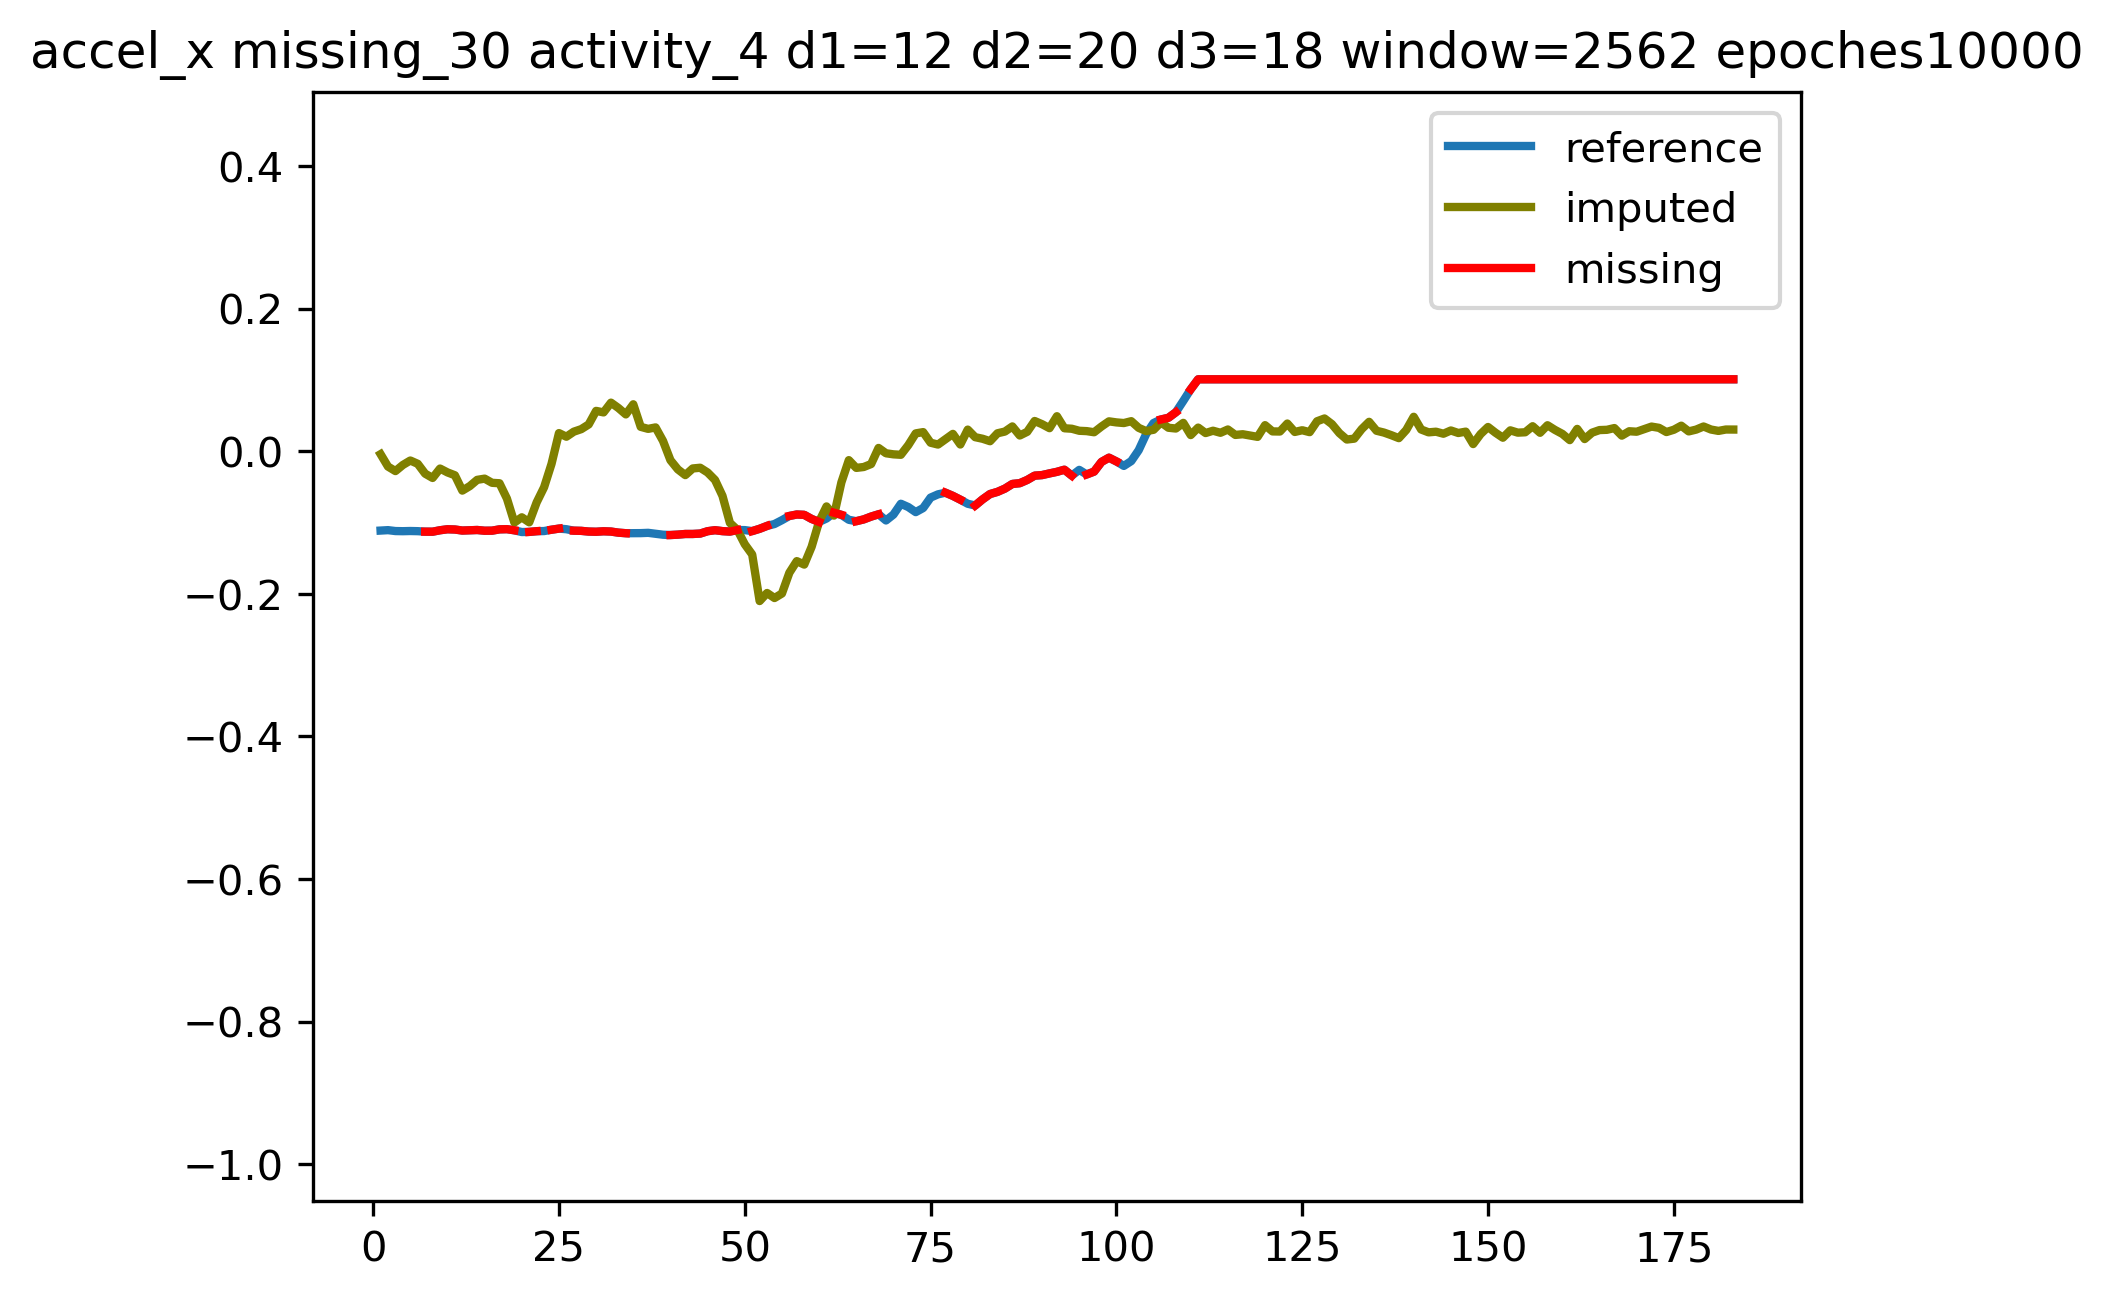 accel_x missing_30 activity_4 d1=12 d2=20 d3=18 window=2562 epoches10000
reference
imputed
missing
0.4
0.2
0.0
−0.2
−0.4
−0.6
−0.8
−1.0
0 25 50 75 100 125 150 175